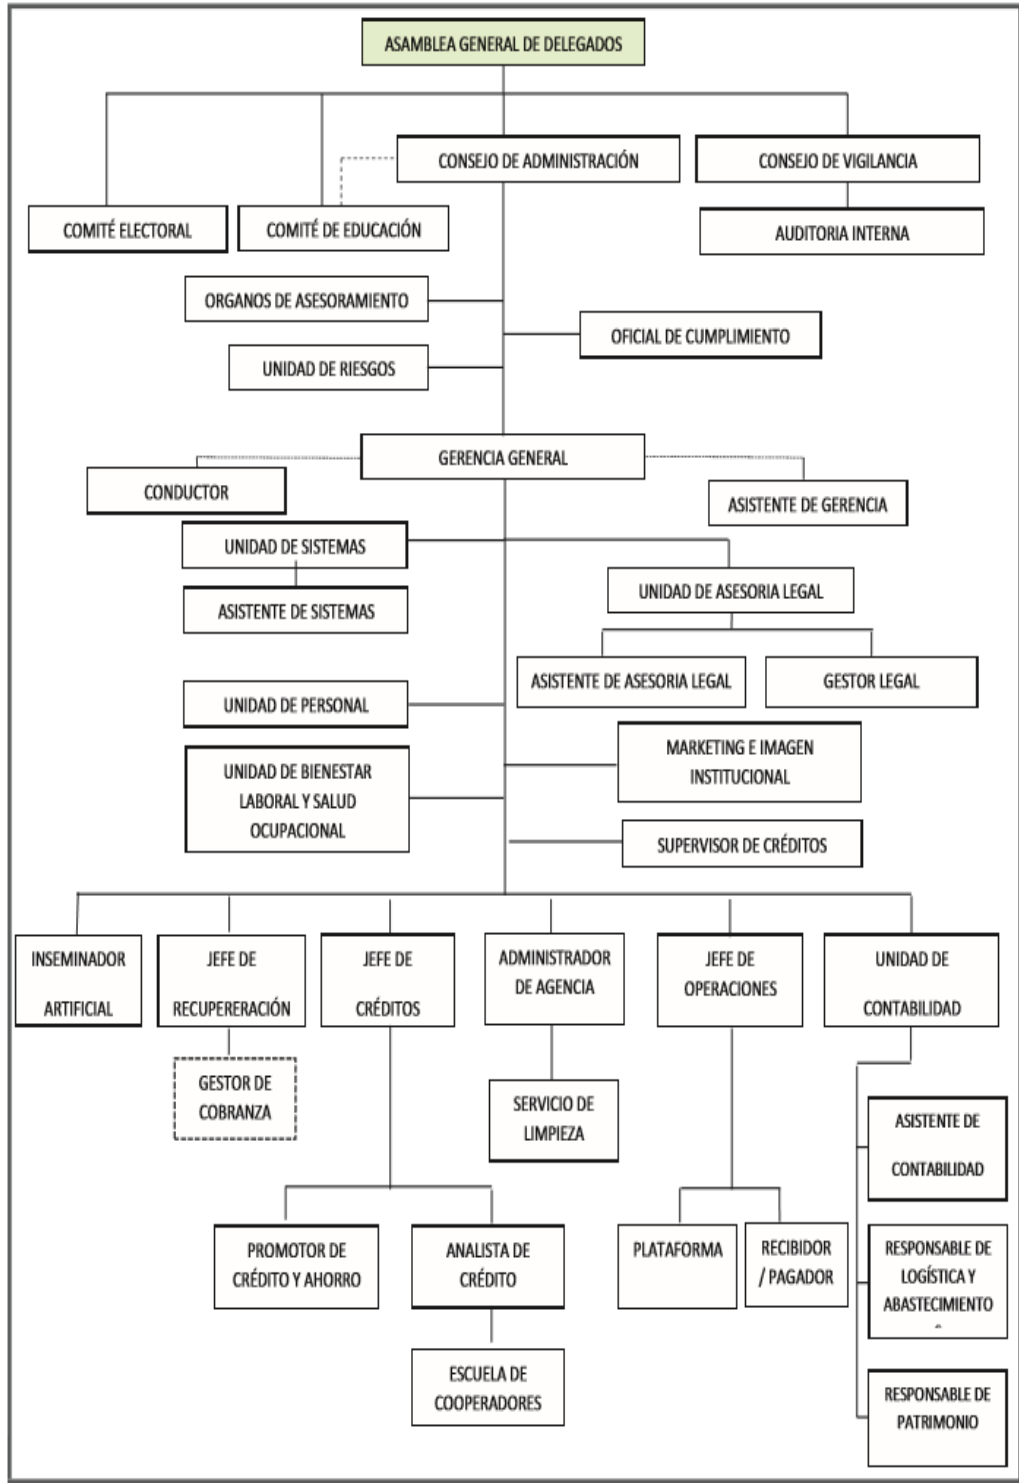 ASAMBLEA GENERAL DE DELEGADOS
CONSEJO DE ADMINISTRACIÓN
CONSEJO DE VIGILANCIA
COMITÉ ELECTORAL
COMITÉ DE EDUCACIÓN
AUDITORIA INTERNA
ORGANOS DE ASESORAMIENTO
OFICIAL DE CUMPLIMIENTO
UNIDAD DE RIESGOS
GERENCIA GENERAL
CONDUCTOR
ASISTENTE DE GERENCIA
UNIDAD DE SISTEMAS
UNIDAD DE ASESORIA LEGAL
ASISTENTE DE SISTEMAS
ASISTENTE DE ASESORIA LEGAL
GESTOR LEGAL
UNIDAD DE PERSONAL
MARKETING E IMAGEN
INSTITUCIONAL
UNIDAD DE BIENESTAR
LABORAL Y SALUD
OCUPACIONAL
SUPERVISOR DE CRÉDITOS
INSEMINADOR
ARTIFICIAL
JEFE DE
RECUPERERACIÓN
JEFE DE
CRÉDITOS
ADMINISTRADOR
DE AGENCIA
JEFE DE
OPERACIONES
UNIDAD DE
CONTABILIDAD
GESTOR DE
COBRANZA
SERVICIO DE
LIMPIEZA
ASISTENTE DE
CONTABILIDAD
PROMOTOR DE
CRÉDITO Y AHORRO
ANALISTA DE
CRÉDITO
PLATAFORMA
RECIBIDOR
/ PAGADOR
RESPONSABLE DE
LOGÍSTICA Y
ABASTECIMIENTO
ESCUELA DE
COOPERADORES
RESPONSABLE DE
PATRIMONIO